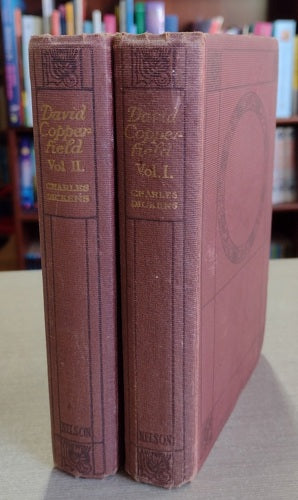 David
Copper-
field
Vol II.
CHARLES
DICKENS
NELSON
David
Copper-
field
Vol. I.
CHARLES
DICKENS
NELSON